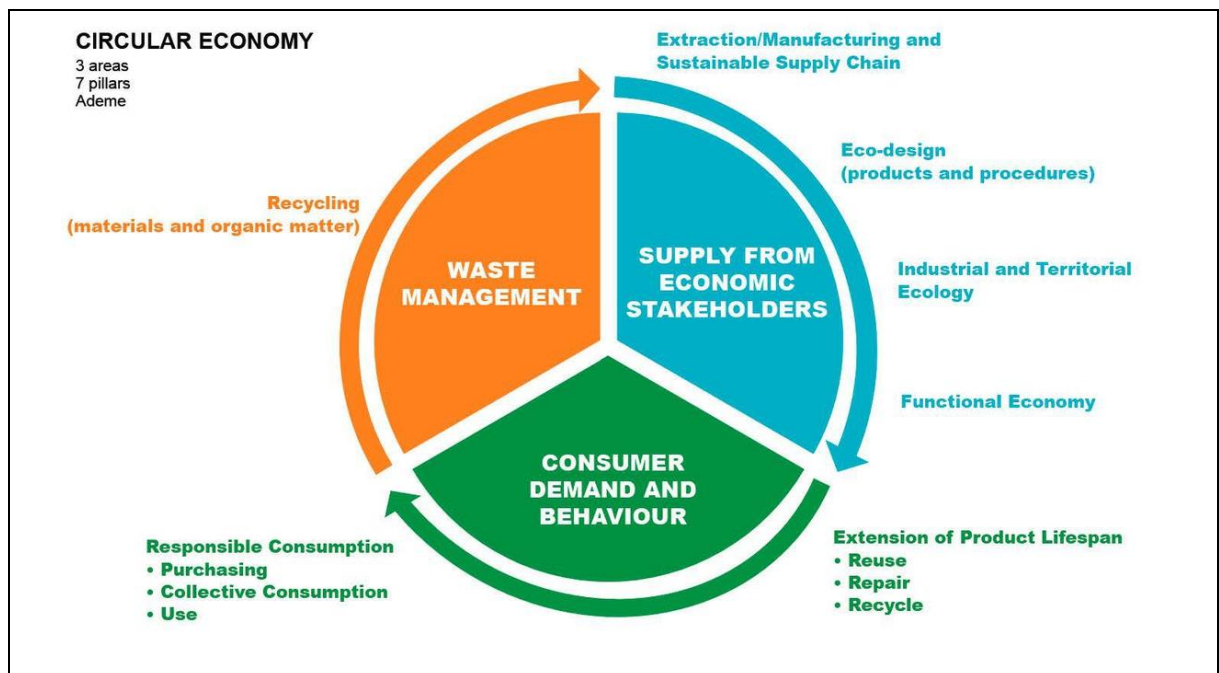 CIRCULAR ECONOMY
3 areas
7 pillars
Ademe
Extraction/Manufacturing and
Sustainable Supply Chain
Eco-design
(products and procedures)
Industrial and Territorial
Ecology
Functional Economy
Recycling
(materials and organic matter)
WASTE
MANAGEMENT
SUPPLY FROM
ECONOMIC
STAKEHOLDERS
CONSUMER
DEMAND AND
BEHAVIOUR
Responsible Consumption
• Purchasing
• Collective Consumption
• Use
Extension of Product Lifespan
• Reuse
• Repair
• Recycle